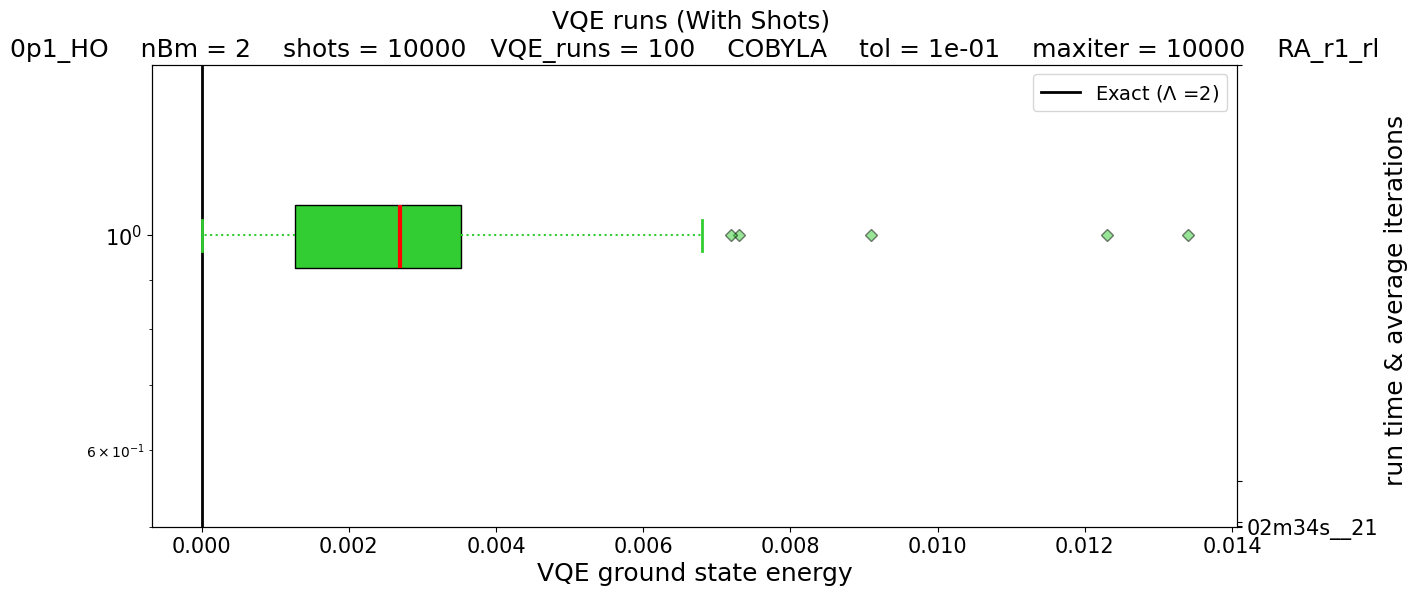 VQE runs (With Shots)
0p1_HO nBm = 2 shots = 10000 VQE_runs = 100 COBYLA tol = 1e-01 maxiter = 10000 RA_r1_rl
Exact (Λ =2)
10⁰
6 × 10⁻¹
run time & average iterations
02m34s__21
0.000 0.002 0.004 0.006 0.008 0.010 0.012 0.014
VQE ground state energy